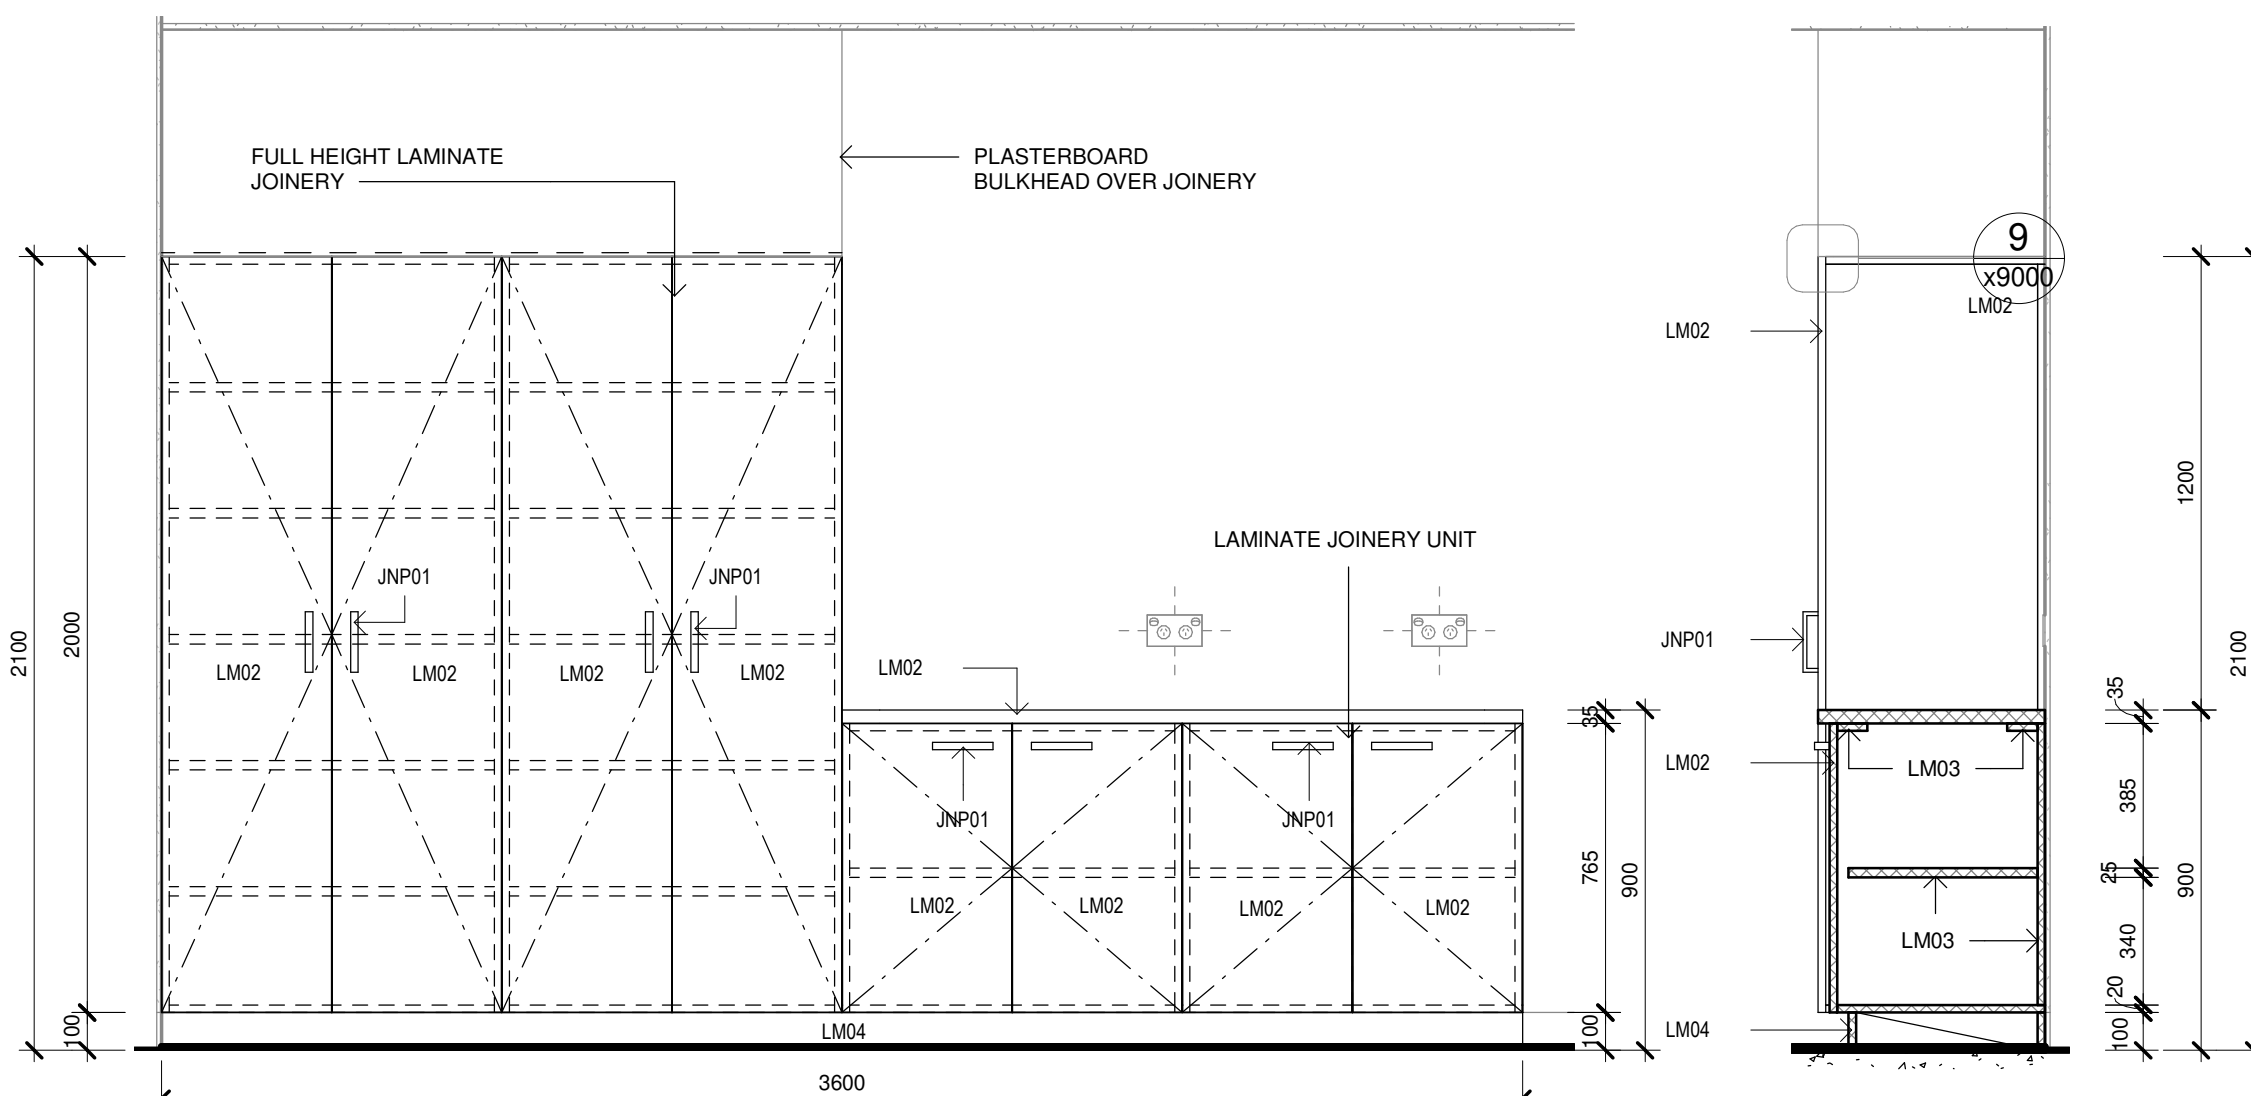 FULL HEIGHT LAMINATE
JOINERY
PLASTERBOARD
BULKHEAD OVER JOINERY
9
x9000
LM02
LM02
1200
LAMINATE JOINERY UNIT
JNP01
JNP01
2100
2000
LM02
LM02
LM02
LM02
LM02
JNP01
2100
35
35
LM02
LM03
385
JNP01
JNP01
765
900
25
900
LM02
LM02
LM02
LM02
LM03
340
20
100
LM04
100
LM04
100
3600